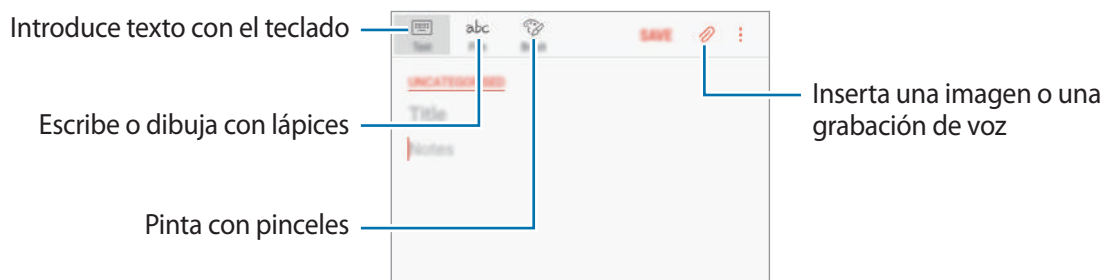 Introduce texto con el teclado
abc
SAVE
UNCATEGORISED
Title
Notes
Escribe o dibuja con lápices
Pinta con pinceles
Inserta una imagen o una
grabación de voz